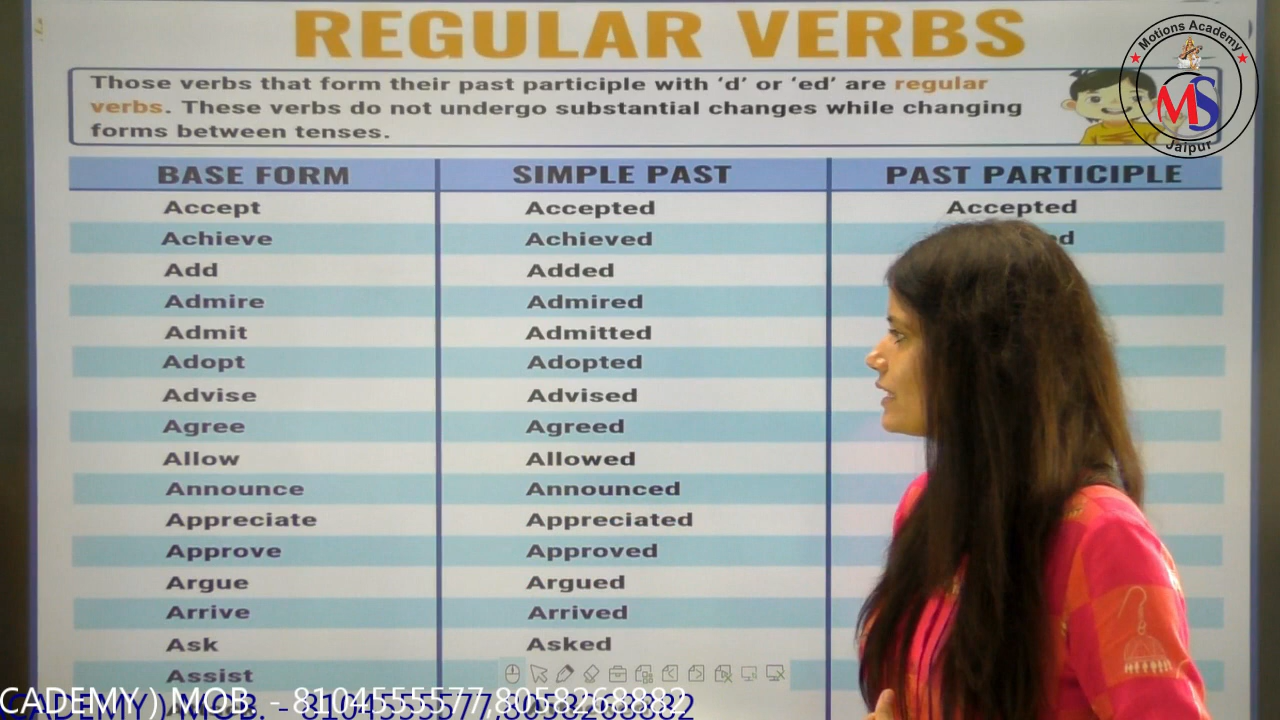 REGULAR VERBS
Motions Academy
MS
Jaipur
Those verbs that form their past participle with ‘d’ or ‘ed’ are regular
verbs. These verbs do not undergo substantial changes while changing
forms between tenses.
BASE FORM SIMPLE PAST PAST PARTICIPLE
Accept Accepted Accepted
Achieve Achieved
Add Added
Admire Admired
Admit Admitted
Adopt Adopted
Advise Advised
Agree Agreed
Allow Allowed
Announce Announced
Appreciate Appreciated
Approve Approved
Argue Argued
Arrive Arrived
Ask Asked
Assist
CADEMY ) MOB. - 8104555577,8058268882